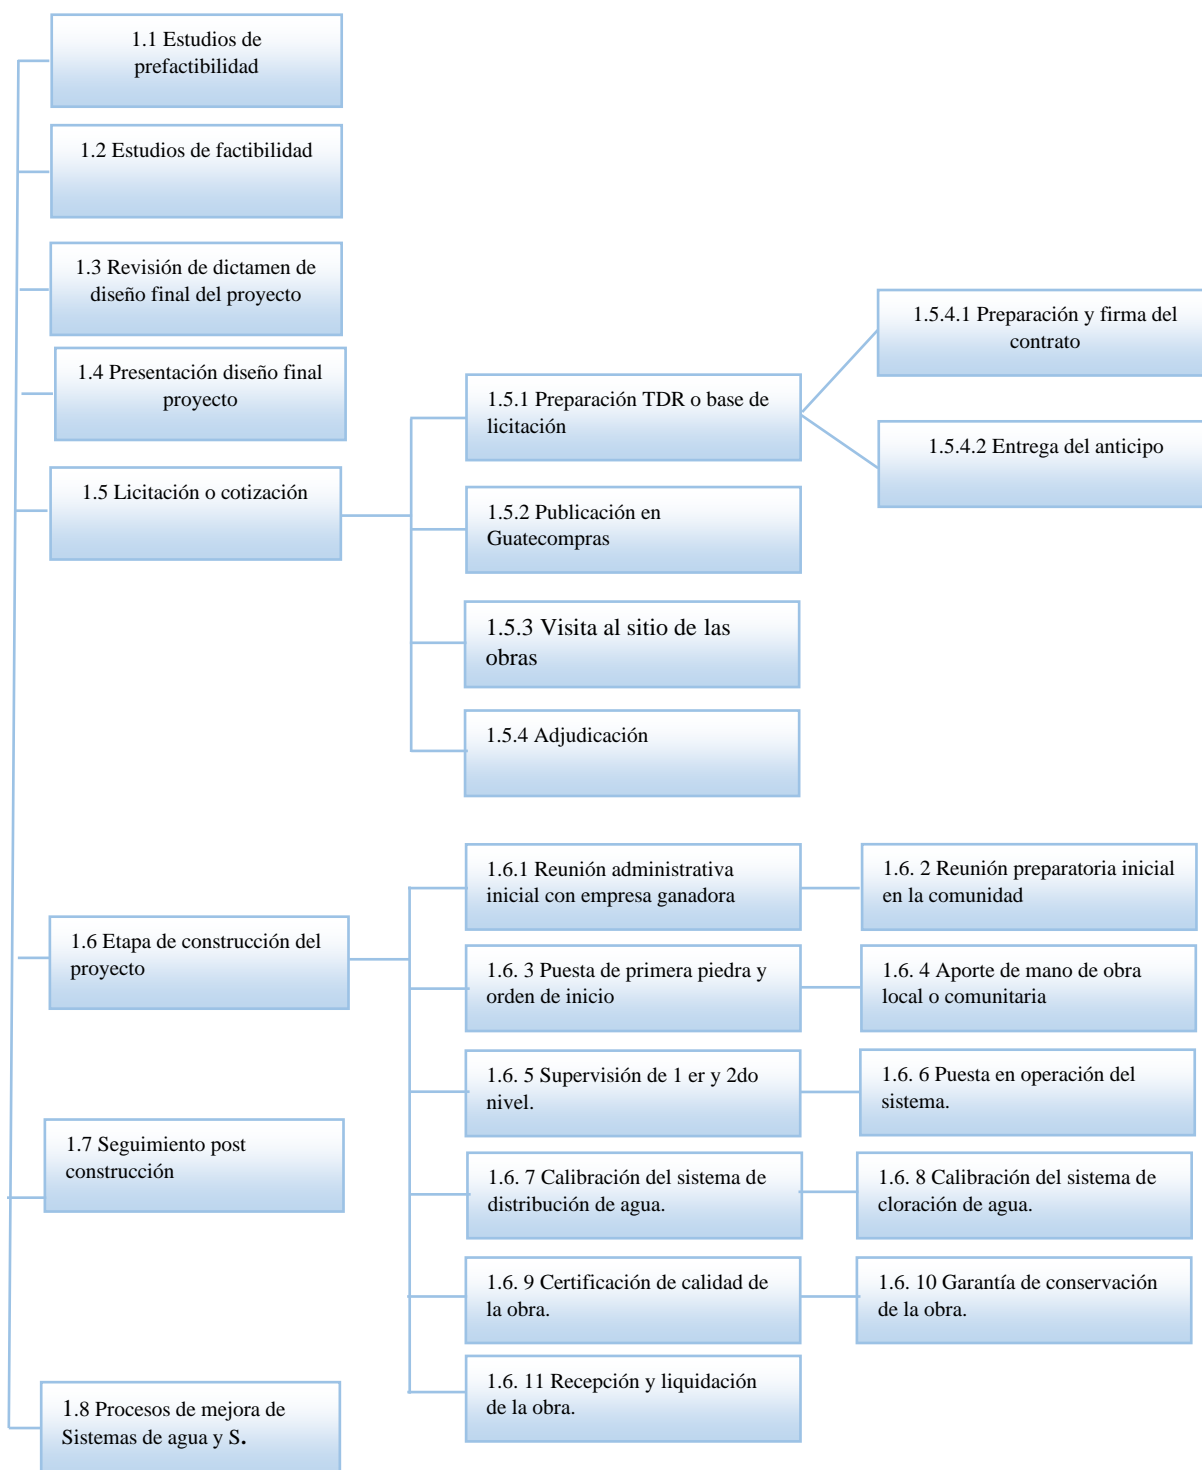 1.1 Estudios de
prefactibilidad
1.2 Estudios de factibilidad
1.3 Revisión de dictamen de
diseño final del proyecto
1.4 Presentación diseño final
proyecto
1.5 Licitación o cotización
1.5.1 Preparación TDR o base de
licitación
1.5.4.1 Preparación y firma del
contrato
1.5.4.2 Entrega del anticipo
1.5.2 Publicación en
Guatecompras
1.5.3 Visita al sitio de las
obras
1.5.4 Adjudicación
1.6 Etapa de construcción del
proyecto
1.6.1 Reunión administrativa
inicial con empresa ganadora
1.6. 2 Reunión preparatoria inicial
en la comunidad
1.6. 3 Puesta de primera piedra y
orden de inicio
1.6. 4 Aporte de mano de obra
local o comunitaria
1.6. 5 Supervisión de 1 er y 2do
nivel.
1.6. 6 Puesta en operación del
sistema.
1.6. 7 Calibración del sistema de
distribución de agua.
1.6. 8 Calibración del sistema de
cloración de agua.
1.6. 9 Certificación de calidad de
la obra.
1.6. 10 Garantía de conservación
de la obra.
1.6. 11 Recepción y liquidación
de la obra.
1.7 Seguimiento post
construcción
1.8 Procesos de mejora de
Sistemas de agua y S.